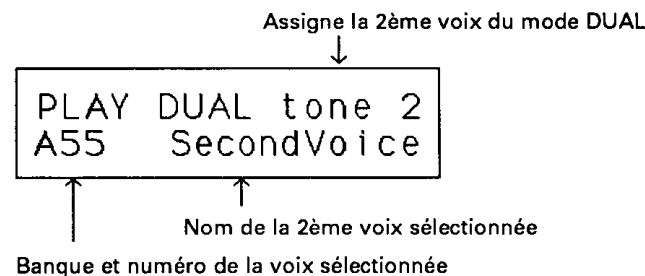 Assigne la 2ème voix du mode DUAL
PLAY DUAL tone 2
A55 SecondVoice
Nom de la 2ème voix sélectionnée
Banque et numéro de la voix sélectionnée